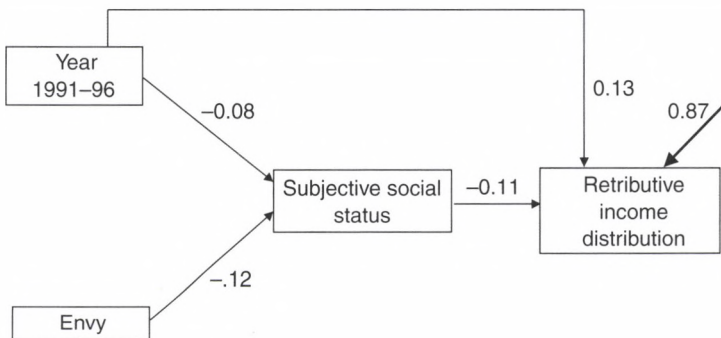 Year
1991–96
–0.08
0.13
0.87
Subjective social
status
–0.11
Retributive
income
distribution
–.12
Envy